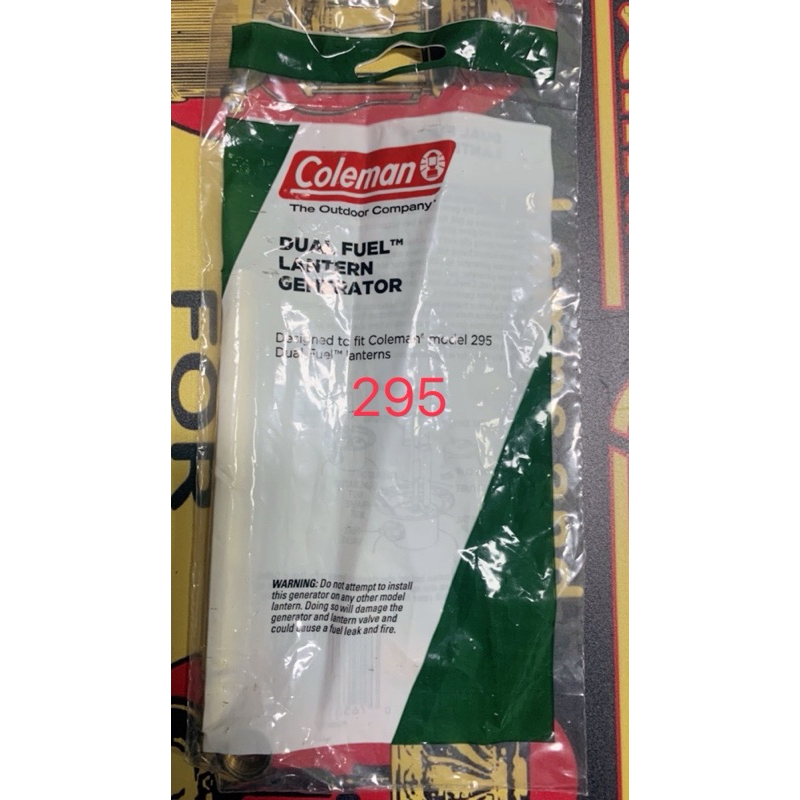 Coleman
The Outdoor Company®
DUAL FUEL™
LANTERN
GENERATOR
Designed to fit Coleman® model 295
Dual Fuel™ lanterns
295
WARNING: Do not attempt to install
this generator on any other model
lantern. Doing so will damage the
generator and lantern valve and
could cause a fuel leak and fire.
FOR